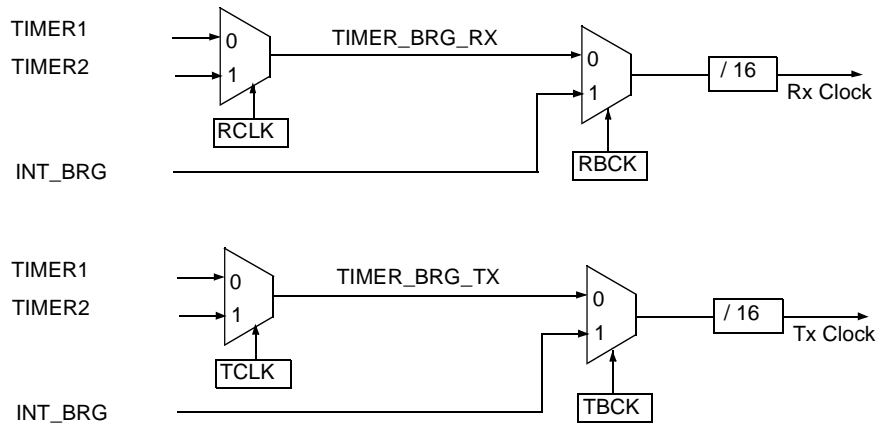 TIMER1
TIMER_BRG_RX
0
0
TIMER2
1
/ 16
1
Rx Clock
RCLK
RBCK
INT_BRG
TIMER1
TIMER_BRG_TX
0
0
TIMER2
1
/ 16
1
Tx Clock
TCLK
TBCK
INT_BRG